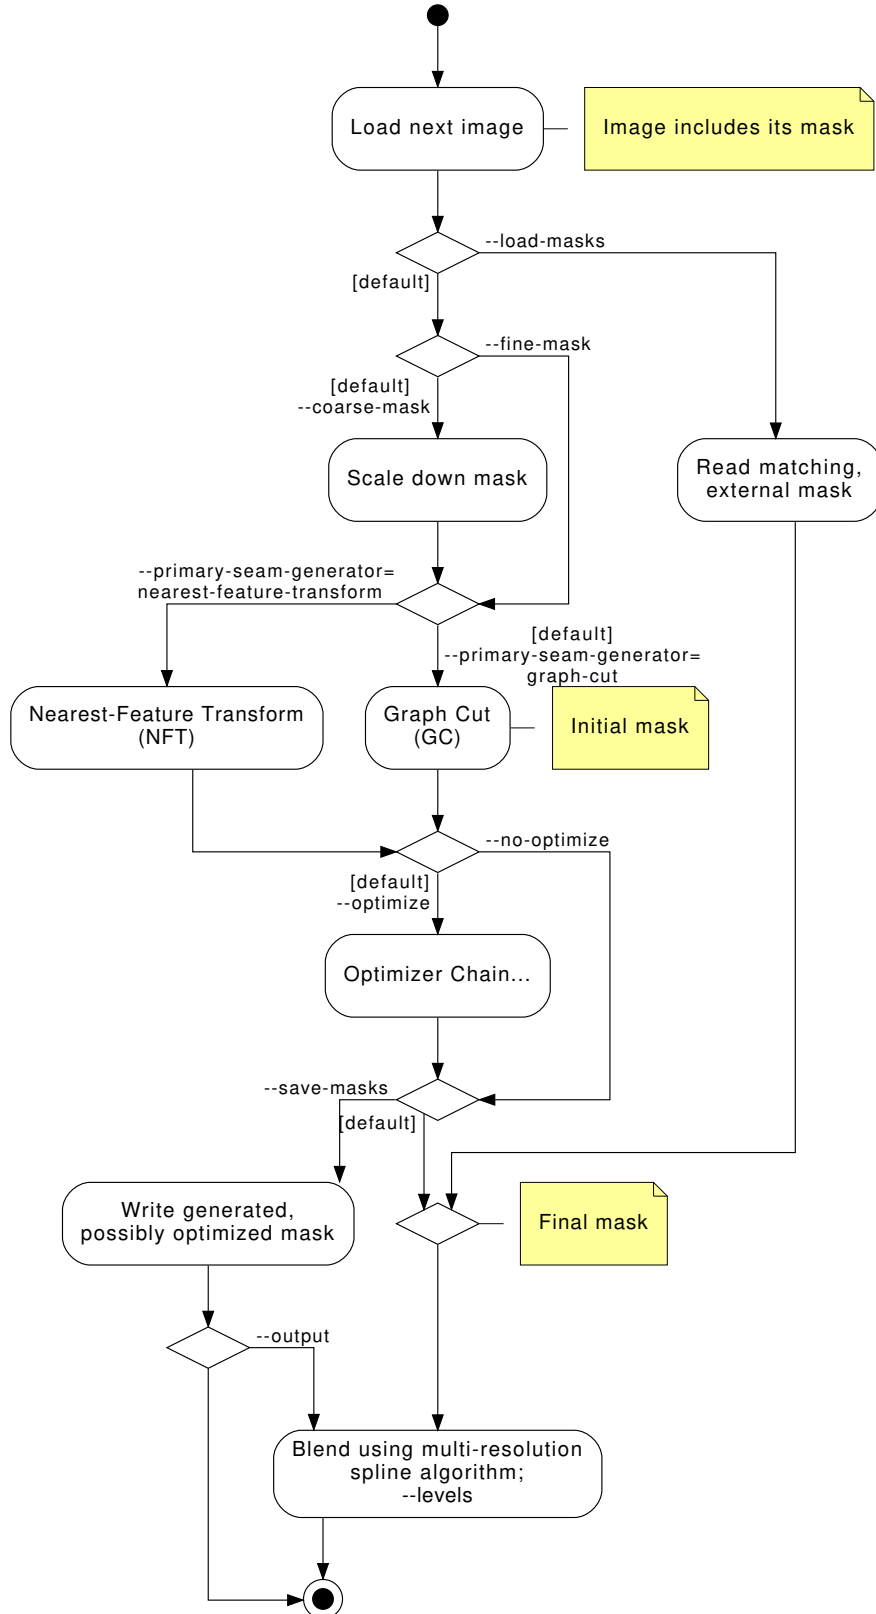 Load next image
Image includes its mask
--load-masks
[default]
--fine-mask
[default]
--coarse-mask
Scale down mask
Read matching,
external mask
--primary-seam-generator=
nearest-feature-transform
[default]
--primary-seam-generator=
graph-cut
Nearest-Feature Transform
(NFT)
Graph Cut
(GC)
Initial mask
--no-optimize
[default]
--optimize
Optimizer Chain...
--save-masks
[default]
Write generated,
possibly optimized mask
Final mask
--output
Blend using multi-resolution
spline algorithm;
--levels